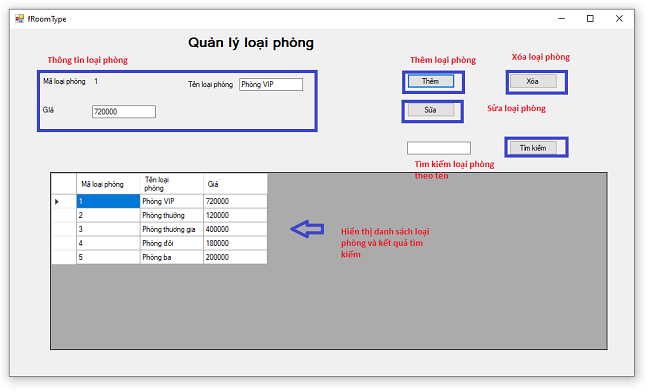 fRoomType
Quản lý loại phòng
Thông tin loại phòng
Thêm loại phòng
Xóa loại phòng
Mã loại phòng 1
Tên loại phòng Phòng VIP
Thêm
Xóa
Giá 720000
Sửa
Sửa loại phòng
Tìm kiếm
Tìm kiếm loại phòng
theo tên
Mã loại phòng Tên loại phòng Giá
1 Phòng VIP 720000
2 Phòng thường 120000
3 Phòng thương gia 400000
4 Phòng đôi 180000
5 Phòng ba 200000
Hiển thị danh sách loại
phòng và kết quả tìm
kiếm